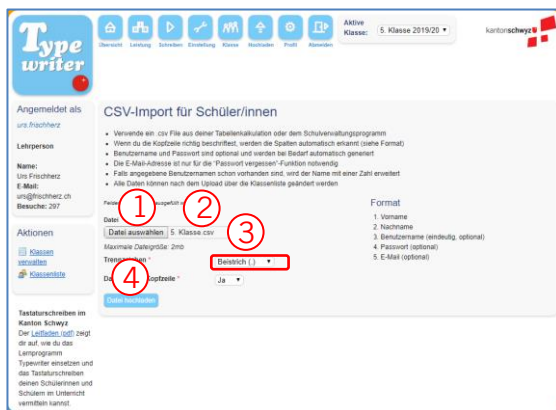 Type
writer
Übersicht
Leistung
Schreiben
Einstellung
Klasse
Hochladen
Profil
Abmelden
Aktive
Klasse:
5. Klasse 2019/20
kantonschwyz
Angemeldet als
urs.frischherz
Lehrperson
Name:
Urs Frischherz
E-Mail:
urs@frischherz.ch
Besuche: 297
Aktionen
Klassen
verwalten
Klassenliste
Tastaturschreiben im
Kanton Schwyz
Der Leitfaden (pdf) zeigt
dir auf, wie du das
Lernprogramm
Typewriter einsetzen und
das Tastaturschreiben
deinen Schülerinnen und
Schülern im Unterricht
vermitteln kannst.
CSV-Import für Schüler/innen
Verwende ein .csv File aus deiner Tabellenkalkulation oder dem Schulverwaltungsprogramm
Wenn du die Kopfzeile richtig beschriftet, werden die Spalten automatisch erkannt (siehe Format)
Benutzername und Passwort sind optional und werden bei Bedarf automatisch generiert
Die E-Mail-Adresse ist nur für die "Passwort vergessen"-Funktion notwendig
Falls angegebene Benutzernamen schon vorhanden sind, wird der Name mit einer Zahl erweitert
Alle Daten können nach dem Upload über die Klassenliste geändert werden
1
2
Datei
Datei auswählen 5. Klasse.csv
3
Maximale Dateigröße: 2mb
Beistrich (,)
4
Kopfzeile * Ja
Datei hochladen
Format
1. Vorname
2. Nachname
3. Benutzername (eindeutig, optional)
4. Passwort (optional)
5. E-Mail (optional)